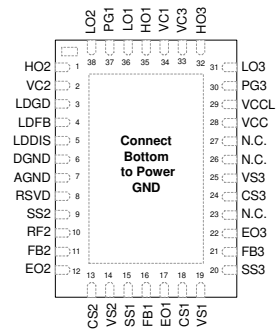 LO2 PG1 LO1 HO1 VC1 VC3 HO3
38 37 36 35 34 33 32
HO2 1 31 LO3
VC2 2 30 PG3
LDGD 3 29 VCCL
LDFB 4 28 VCC
LDDIS 5 27 N.C.
DGND 6 26 N.C.
AGND 7 25 VS3
RSVD 8 24 CS3
SS2 9 23 N.C.
RF2 10 22 EO3
FB2 11 21 FB3
EO2 12 20 SS3
Connect
Bottom
to Power
GND
13 14 15 16 17 18 19
CS2 VS2 SS1 FB1 EO1 CS1 VS1